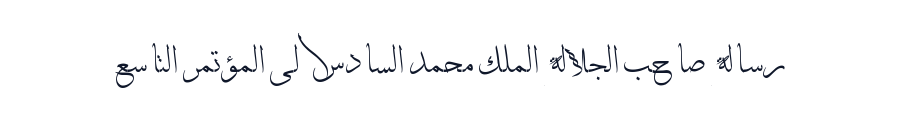 رسالة صاحب الجلالة الملك محمد السادس إلى المؤتمر التاسع